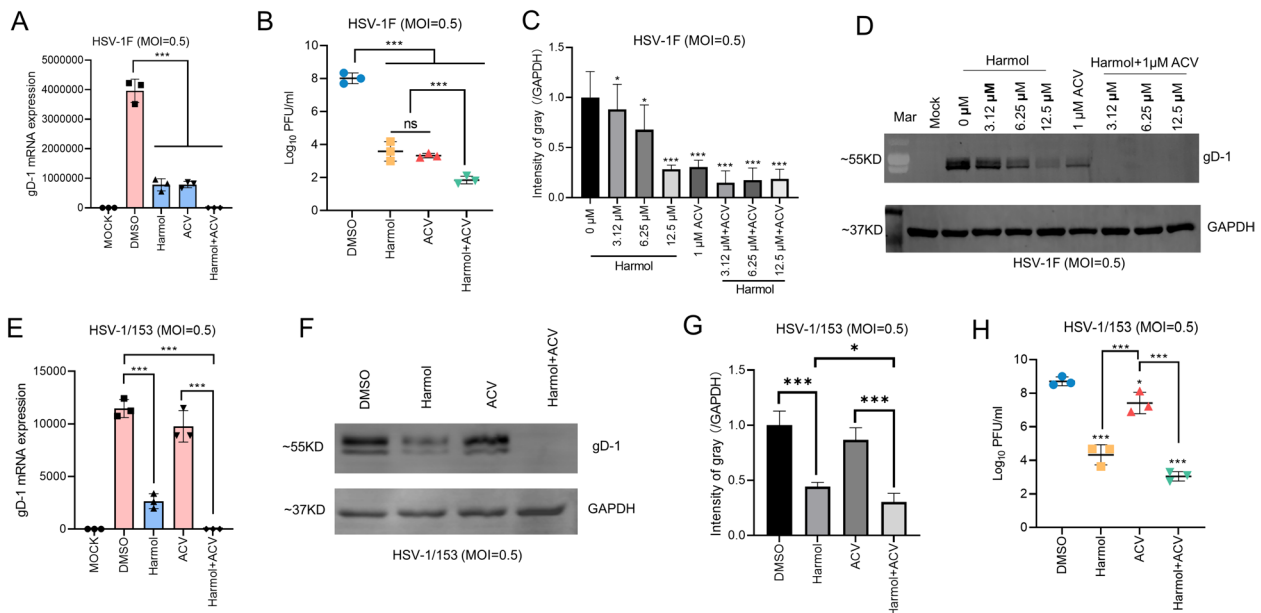 A
HSV-1F (MOI=0.5)
gD-1 mRNA expression
5000000
4000000
3000000
2000000
1000000
0
***
MOCK
DMSO
Harmol
ACV
Harmol+ACV
B
HSV-1F (MOI=0.5)
Log10 PFU/ml
10
8
6
4
2
0
***
***
ns
DMSO
Harmol
ACV
Harmol+ACV
C
HSV-1F (MOI=0.5)
Intensity of gray (/GAPDH)
1.5
1.0
0.5
0.0
*
*
***
***
***
***
***
0 μM
3.12 μM
6.25 μM
12.5 μM
1 μM ACV
3.12 μM+ACV
6.25 μM+ACV
12.5 μM+ACV
Harmol
Harmol
D
Harmol
Harmol+1μM ACV
Mar
Mock
0 μM
3.12 μM
6.25 μM
12.5 μM
1 μM ACV
3.12 μM
6.25 μM
12.5 μM
~55KD
gD-1
~37KD
GAPDH
HSV-1F (MOI=0.5)
E
HSV-1/153 (MOI=0.5)
gD-1 mRNA expression
15000
10000
5000
0
***
***
***
MOCK
DMSO
Harmol
ACV
Harmol+ACV
F
DMSO
Harmol
ACV
Harmol+ACV
~55KD
gD-1
~37KD
GAPDH
HSV-1/153 (MOI=0.5)
G
HSV-1/153 (MOI=0.5)
Intensity of gray (/GAPDH)
1.5
1.0
0.5
0.0
*
***
***
DMSO
Harmol
ACV
Harmol+ACV
H
HSV-1/153 (MOI=0.5)
Log10 PFU/ml
10
8
6
4
2
0
***
***
*
***
***
DMSO
Harmol
ACV
Harmol+ACV